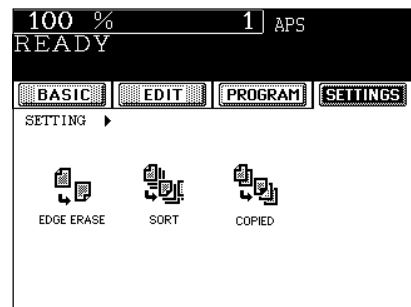 100 % 1 APS
READY
BASIC EDIT PROGRAM SETTINGS
SETTING
EDGE ERASE SORT COPIED